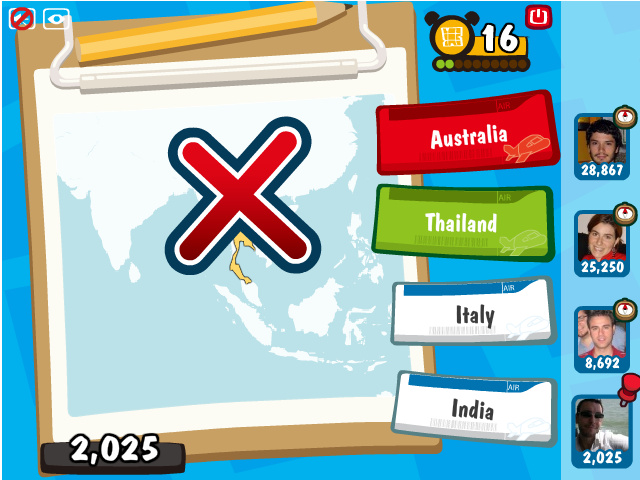 16
AIR
Australia
28,867
AIR
Thailand
25,250
AIR
Italy
8,692
AIR
India
2,025
2,025